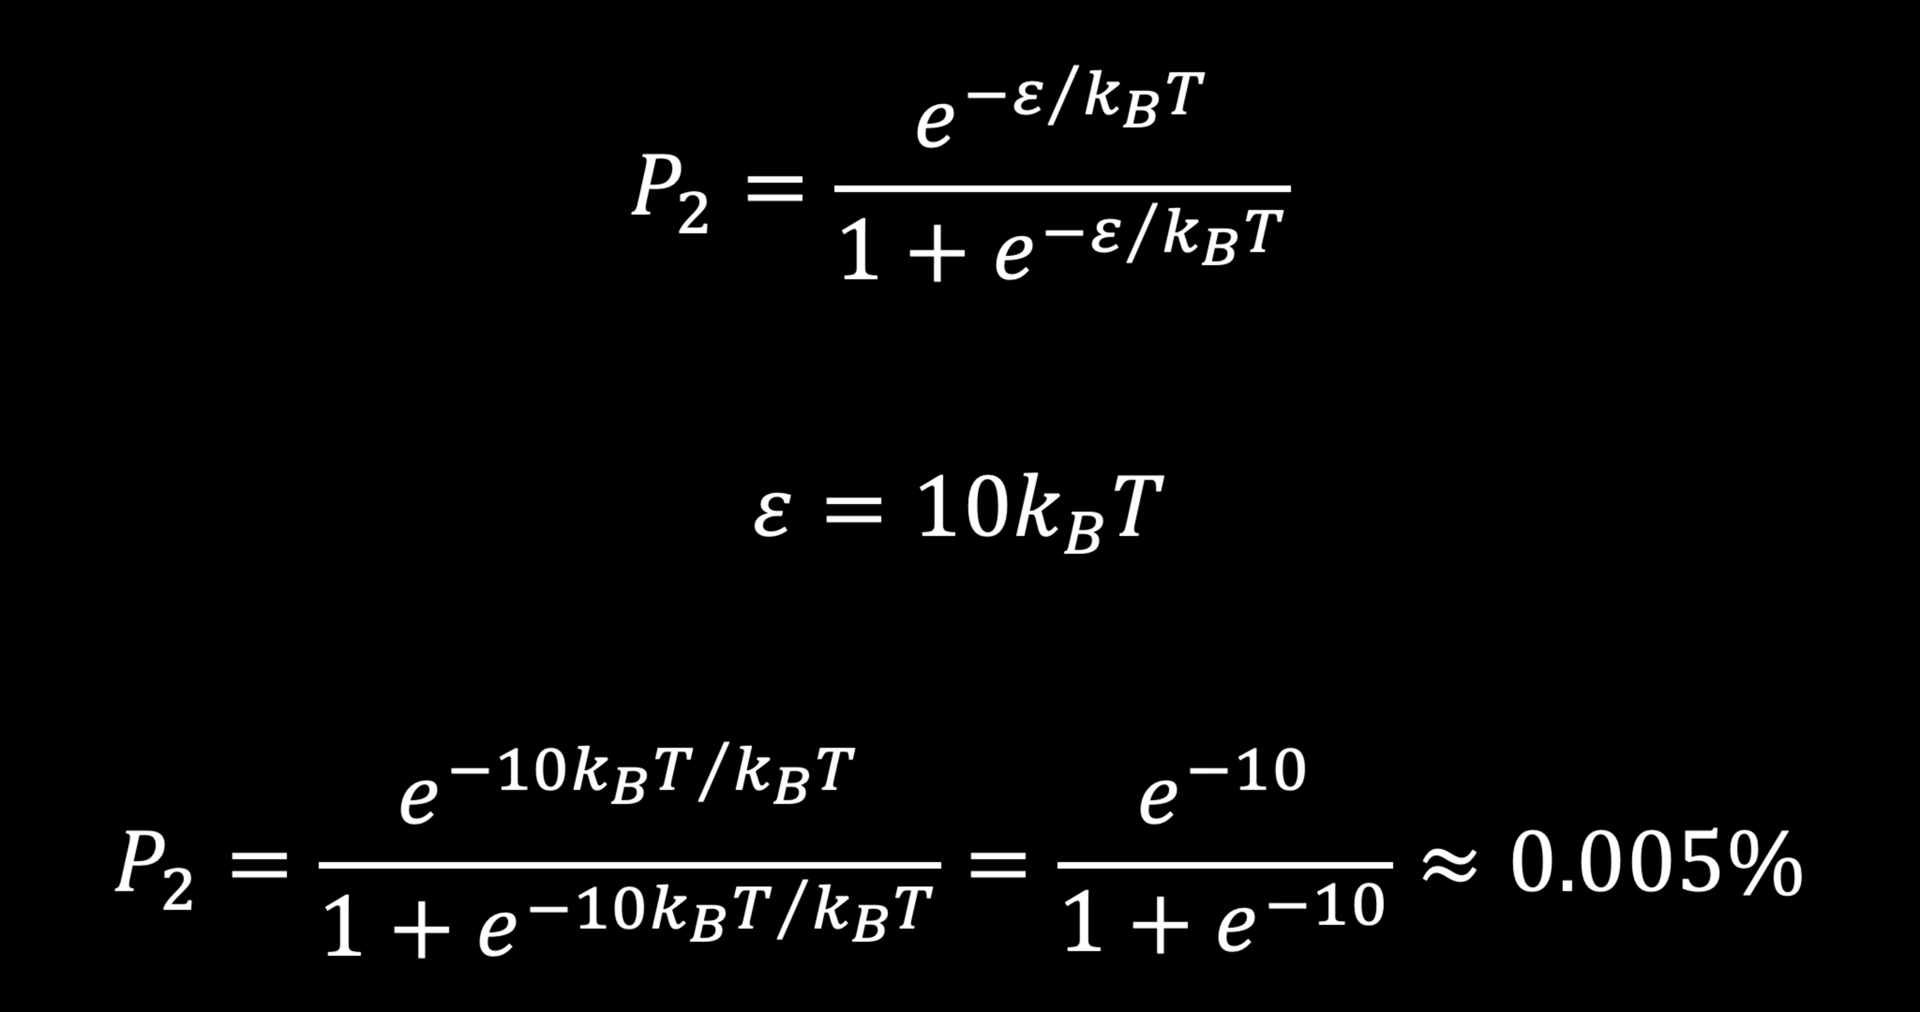 P₂ = e^(−ε/k_BT) / (1 + e^(−ε/k_BT))
ε = 10k_BT
P₂ = e^(−10k_BT/k_BT) / (1 + e^(−10k_BT/k_BT)) = e^(−10) / (1 + e^(−10)) ≈ 0.005%